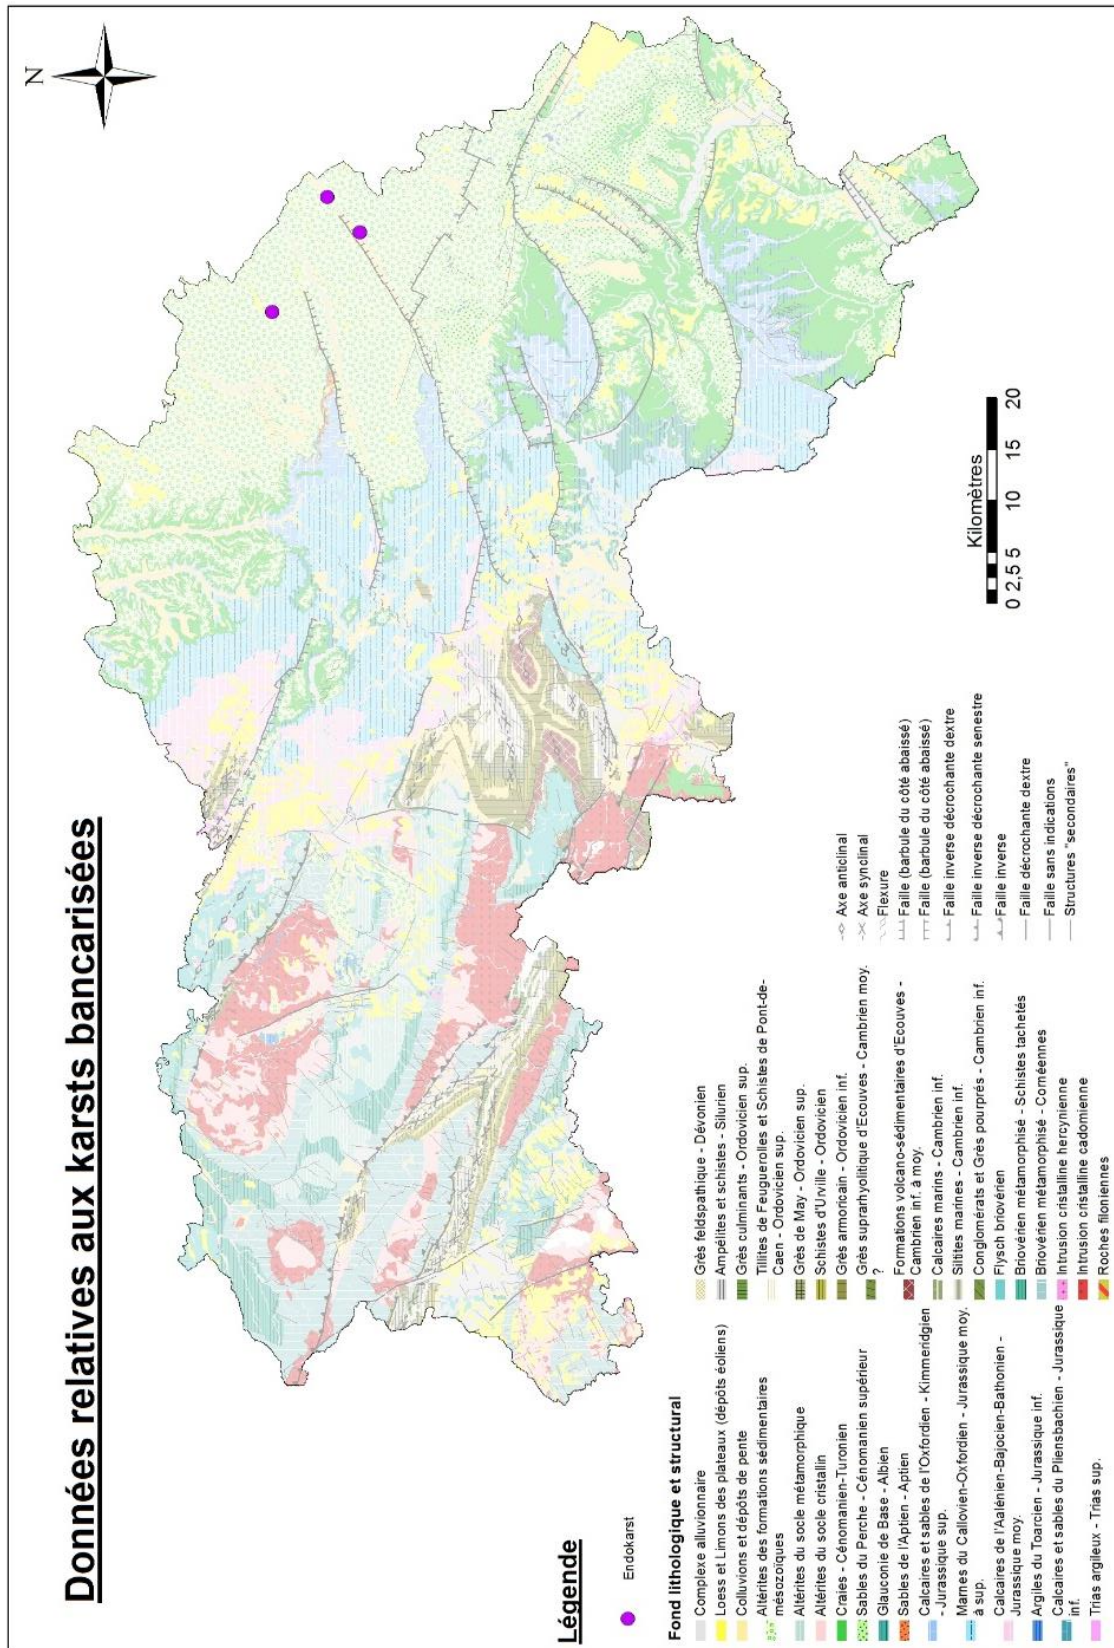 Données relatives aux karsts bancarisées
N
Légende
Endokarst
Fond lithologique et structural
Complexe alluvionnaire
Loess et Limons des plateaux (dépôts éoliens)
Colluvions et dépôts de pente
Altérites des formations sédimentaires
mésozoïques
Altérites du socle métamorphique
Altérites du socle cristallin
Craies - Cénomanien-Turonien
Sables du Perche - Cénomanien supérieur
Glauconie de Base - Albien
Sables de l'Aptien - Aptien
Calcaires et sables de l'Oxfordien - Kimmeridgien
- Jurassique sup.
Marnes du Callovien-Oxfordien - Jurassique moy.
à sup.
Calcaires de l'Aalénien-Bajocien-Bathonien -
Jurassique moy.
Argiles du Toarcien - Jurassique inf.
Calcaires et sables du Pliensbachien - Jurassique
inf.
Trias argileux - Trias sup.
Grès feldspathique - Dévonien
Ampélites et schistes - Silurien
Grès culminants - Ordovicien sup.
Tillites de Feuguerolles et Schistes de Pont-de-
Caen - Ordovicien sup.
Grès de May - Ordovicien sup.
Schistes d'Urville - Ordovicien
Grès armoricain - Ordovicien inf.
Grès suprarhyolitique d'Ecouves - Cambrien moy.
?
Formations volcano-sédimentaires d'Ecouves -
Cambrien inf. à moy.
Calcaires marins - Cambrien inf.
Siltites marines - Cambrien inf.
Conglomérats et Grès pourprés - Cambrien inf.
Flysch briovérien
Briovérien métamorphisé - Schistes tachetés
Briovérien métamorphisé - Cornéennes
Intrusion cristalline hercynienne
Intrusion cristalline cadomienne
Roches filoniennes
Axe anticlinal
Axe synclinal
Flexure
Faille (barbule du côté abaissé)
Faille (barbule du côté abaissé)
Faille inverse décrochante dextre
Faille inverse décrochante senestre
Faille inverse
Faille décrochante dextre
Faille sans indications
Structures "secondaires"
Kilomètres
0 2,5 5 10 15 20